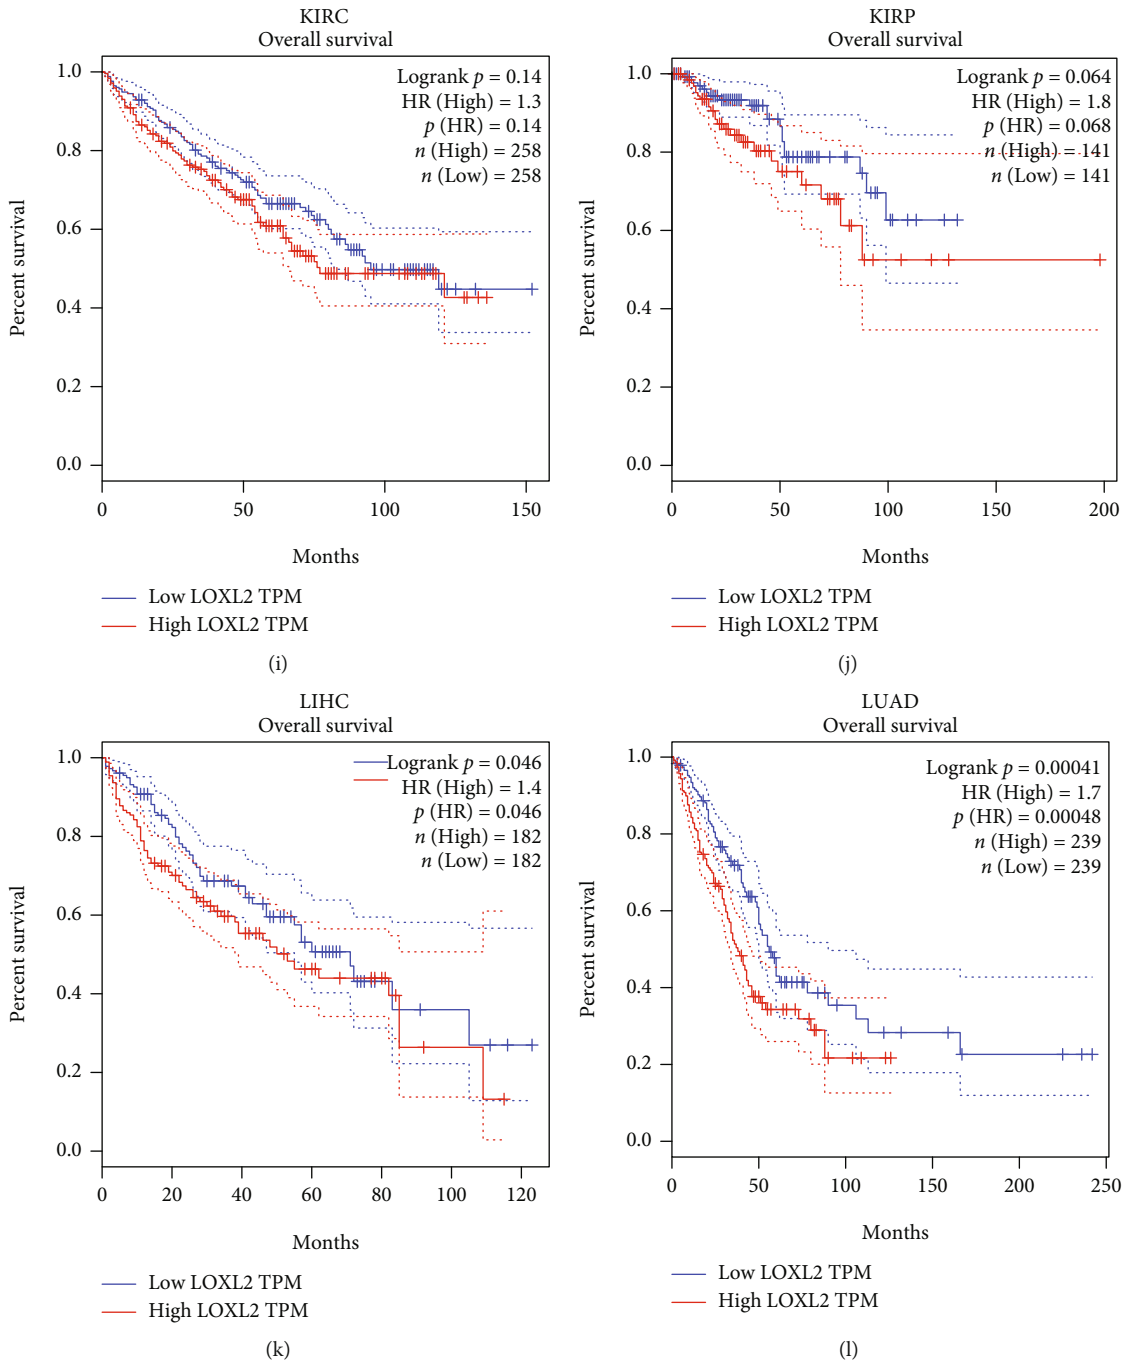 KIRC
Overall survival
Logrank p = 0.14
HR (High) = 1.3
p (HR) = 0.14
n (High) = 258
n (Low) = 258
1.0
0.8
0.6
0.4
0.2
0.0
Percent survival
0 50 100 150
Months
Low LOXL2 TPM
High LOXL2 TPM
(i)
KIRP
Overall survival
Logrank p = 0.064
HR (High) = 1.8
p (HR) = 0.068
n (High) = 141
n (Low) = 141
1.0
0.8
0.6
0.4
0.2
0.0
Percent survival
0 50 100 150 200
Months
Low LOXL2 TPM
High LOXL2 TPM
(j)
LIHC
Overall survival
Logrank p = 0.046
HR (High) = 1.4
p (HR) = 0.046
n (High) = 182
n (Low) = 182
1.0
0.8
0.6
0.4
0.2
0.0
Percent survival
0 20 40 60 80 100 120
Months
Low LOXL2 TPM
High LOXL2 TPM
(k)
LUAD
Overall survival
Logrank p = 0.00041
HR (High) = 1.7
p (HR) = 0.00048
n (High) = 239
n (Low) = 239
1.0
0.8
0.6
0.4
0.2
0.0
Percent survival
0 50 100 150 200 250
Months
Low LOXL2 TPM
High LOXL2 TPM
(l)